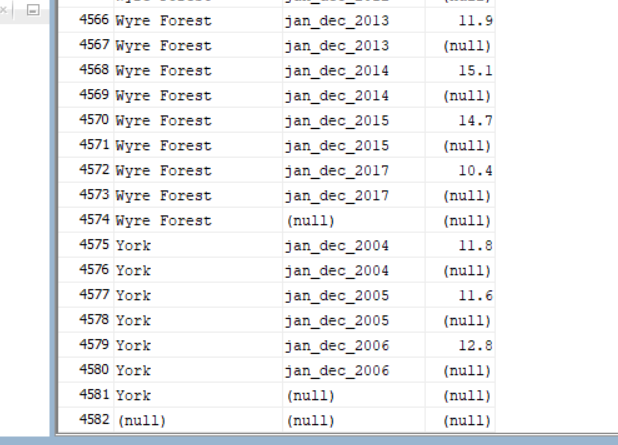 4566 Wyre Forest jan_dec_2013 11.9
4567 Wyre Forest jan_dec_2013 (null)
4568 Wyre Forest jan_dec_2014 15.1
4569 Wyre Forest jan_dec_2014 (null)
4570 Wyre Forest jan_dec_2015 14.7
4571 Wyre Forest jan_dec_2015 (null)
4572 Wyre Forest jan_dec_2017 10.4
4573 Wyre Forest jan_dec_2017 (null)
4574 Wyre Forest (null) (null)
4575 York jan_dec_2004 11.8
4576 York jan_dec_2004 (null)
4577 York jan_dec_2005 11.6
4578 York jan_dec_2005 (null)
4579 York jan_dec_2006 12.8
4580 York jan_dec_2006 (null)
4581 York (null) (null)
4582 (null) (null) (null)